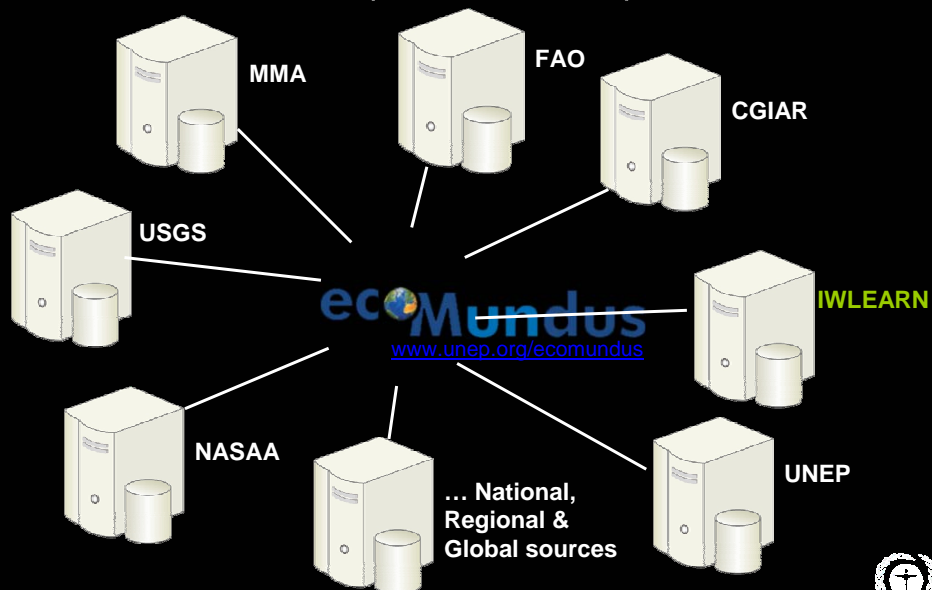 MMA
FAO
CGIAR
USGS
IWLEARN
ecoMundus
www.unep.org/ecomundus
NASAA
UNEP
... National,
Regional &
Global sources